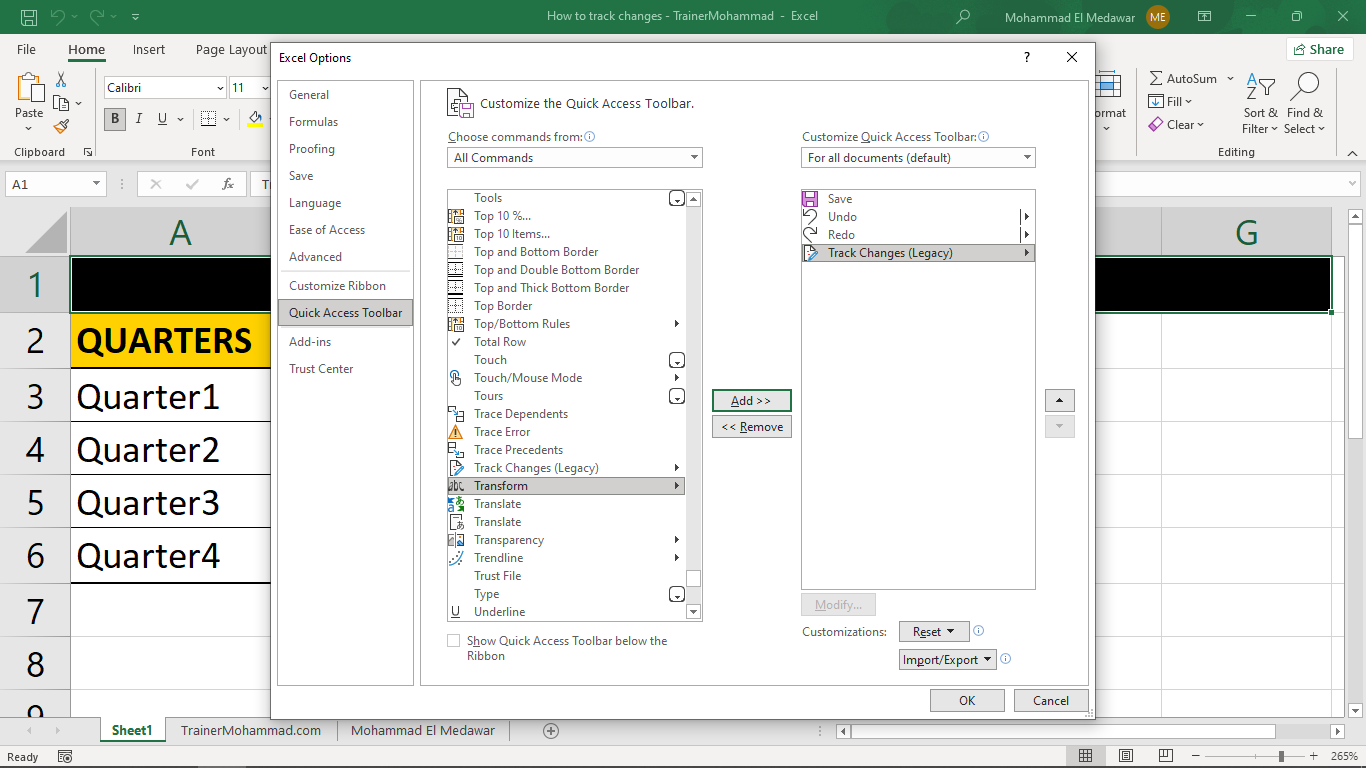 How to track changes - TrainerMohammad - Excel
Mohammad El Medawar
ME
File
Home
Insert
Page Layout
Share
Paste
Clipboard
Calibri
11
B
I
U
Font
AutoSum
Fill
Clear
Sort & Filter
Find & Select
Editing
A1
fx
A
G
1
2
3
4
5
6
7
8
9
QUARTERS
Quarter1
Quarter2
Quarter3
Quarter4
Excel Options
?
General
Formulas
Proofing
Save
Language
Ease of Access
Advanced
Customize Ribbon
Quick Access Toolbar
Add-ins
Trust Center
Customize the Quick Access Toolbar.
Choose commands from:
All Commands
Tools
Top 10 %...
Top 10 Items...
Top and Bottom Border
Top and Double Bottom Border
Top and Thick Bottom Border
Top Border
Top/Bottom Rules
Total Row
Touch
Touch/Mouse Mode
Tours
Trace Dependents
Trace Error
Trace Precedents
Track Changes (Legacy)
Transform
Translate
Translate
Transparency
Trendline
Trust File
Type
Underline
Show Quick Access Toolbar below the
Ribbon
Add >>
<< Remove
Customize Quick Access Toolbar:
For all documents (default)
Save
Undo
Redo
Track Changes (Legacy)
Modify...
Customizations:
Reset
Import/Export
OK
Cancel
Sheet1
TrainerMohammad.com
Mohammad El Medawar
Ready
265%